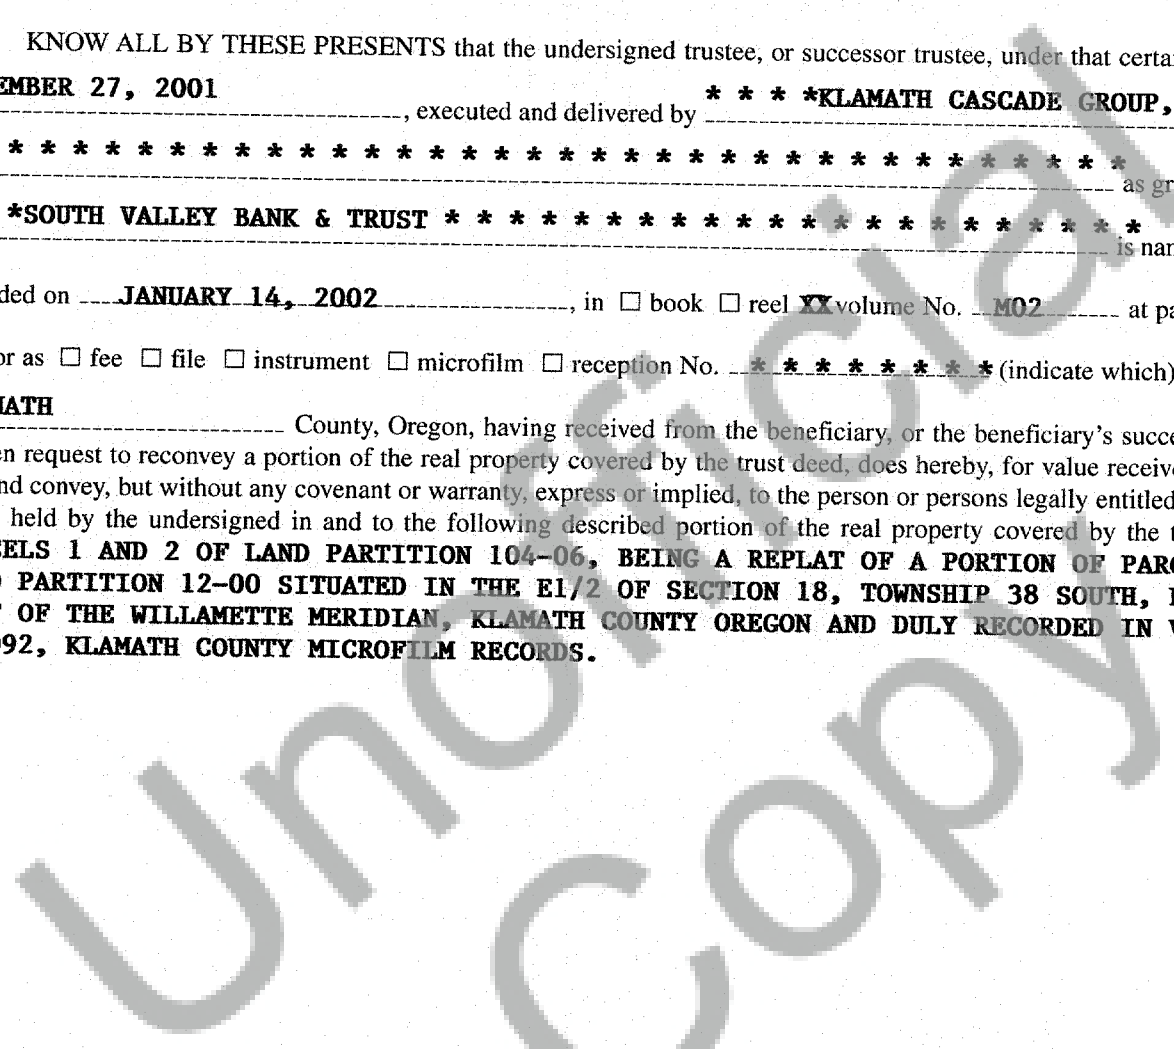 KNOW ALL BY THESE PRESENTS that the undersigned trustee, or successor trustee, under that certai
EMBER 27, 2001 , executed and delivered by * * * *KLAMATH CASCADE GROUP,
* * * * * * * * * * * * * * * * * * * * * * * * * * * * * * * * * * * as gr
*SOUTH VALLEY BANK & TRUST * * * * * * * * * * * * * * * * * * * * * * is nam
ded on JANUARY 14, 2002 , in ☐ book ☐ reel XX volume No. M02 at pa
or as ☐ fee ☐ file ☐ instrument ☐ microfilm ☐ reception No. * * * * * * * * (indicate which)
MATH County, Oregon, having received from the beneficiary, or the beneficiary's succe
en request to reconvey a portion of the real property covered by the trust deed, does hereby, for value receive
nd convey, but without any covenant or warranty, express or implied, to the person or persons legally entitled
held by the undersigned in and to the following described portion of the real property covered by the t
CELS 1 AND 2 OF LAND PARTITION 104-06, BEING A REPLAT OF A PORTION OF PARC
D PARTITION 12-00 SITUATED IN THE E1/2 OF SECTION 18, TOWNSHIP 38 SOUTH, R
T OF THE WILLAMETTE MERIDIAN, KLAMATH COUNTY OREGON AND DULY RECORDED IN V
092, KLAMATH COUNTY MICROFILM RECORDS.
Unofficial
Copy